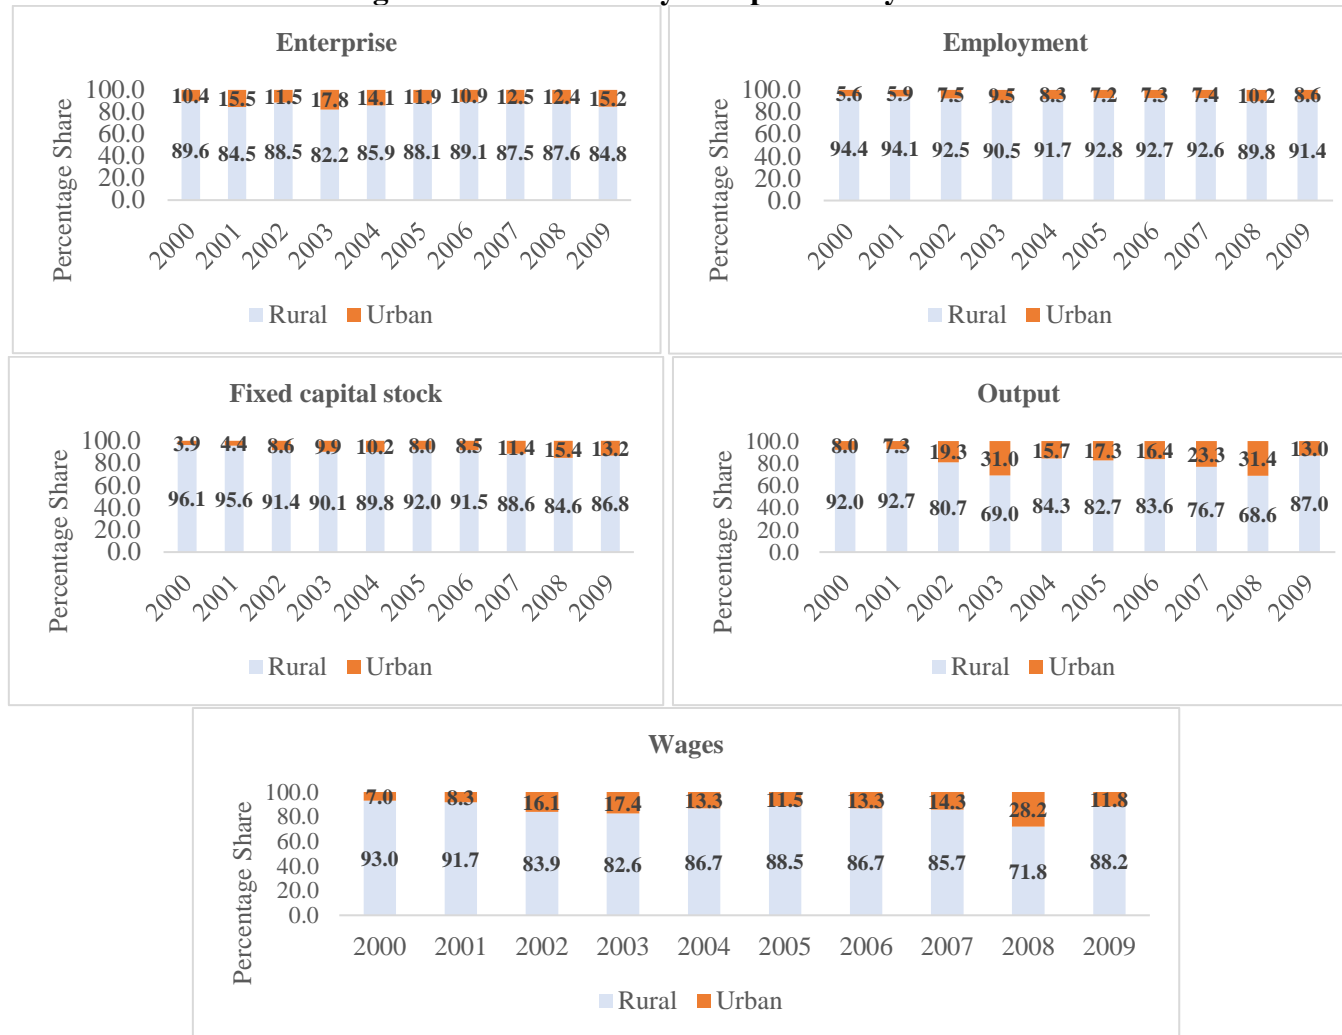 Enterprise
100.0
80.0
60.0
40.0
20.0
0.0
Percentage Share
10.4 15.5 11.5 17.8 14.1 11.9 10.9 12.5 12.4 15.2
89.6 84.5 88.5 82.2 85.9 88.1 89.1 87.5 87.6 84.8
2000 2001 2002 2003 2004 2005 2006 2007 2008 2009
Rural Urban
Employment
100.0
80.0
60.0
40.0
20.0
0.0
Percentage Share
5.6 5.9 7.5 9.5 8.3 7.2 7.3 7.4 10.2 8.6
94.4 94.1 92.5 90.5 91.7 92.8 92.7 92.6 89.8 91.4
2000 2001 2002 2003 2004 2005 2006 2007 2008 2009
Rural Urban
Fixed capital stock
100.0
80.0
60.0
40.0
20.0
0.0
Percentage Share
3.9 4.4 8.6 9.9 10.2 8.0 8.5 11.4 15.4 13.2
96.1 95.6 91.4 90.1 89.8 92.0 91.5 88.6 84.6 86.8
2000 2001 2002 2003 2004 2005 2006 2007 2008 2009
Rural Urban
Output
100.0
80.0
60.0
40.0
20.0
0.0
Percentage Share
8.0 7.3 19.3 31.0 15.7 17.3 16.4 23.3 31.4 13.0
92.0 92.7 80.7 69.0 84.3 82.7 83.6 76.7 68.6 87.0
2000 2001 2002 2003 2004 2005 2006 2007 2008 2009
Rural Urban
Wages
100.0
80.0
60.0
40.0
20.0
0.0
Percentage Share
7.0 8.3 16.1 17.4 13.3 11.5 13.3 14.3 28.2 11.8
93.0 91.7 83.9 82.6 86.7 88.5 86.7 85.7 71.8 88.2
2000 2001 2002 2003 2004 2005 2006 2007 2008 2009
Rural Urban